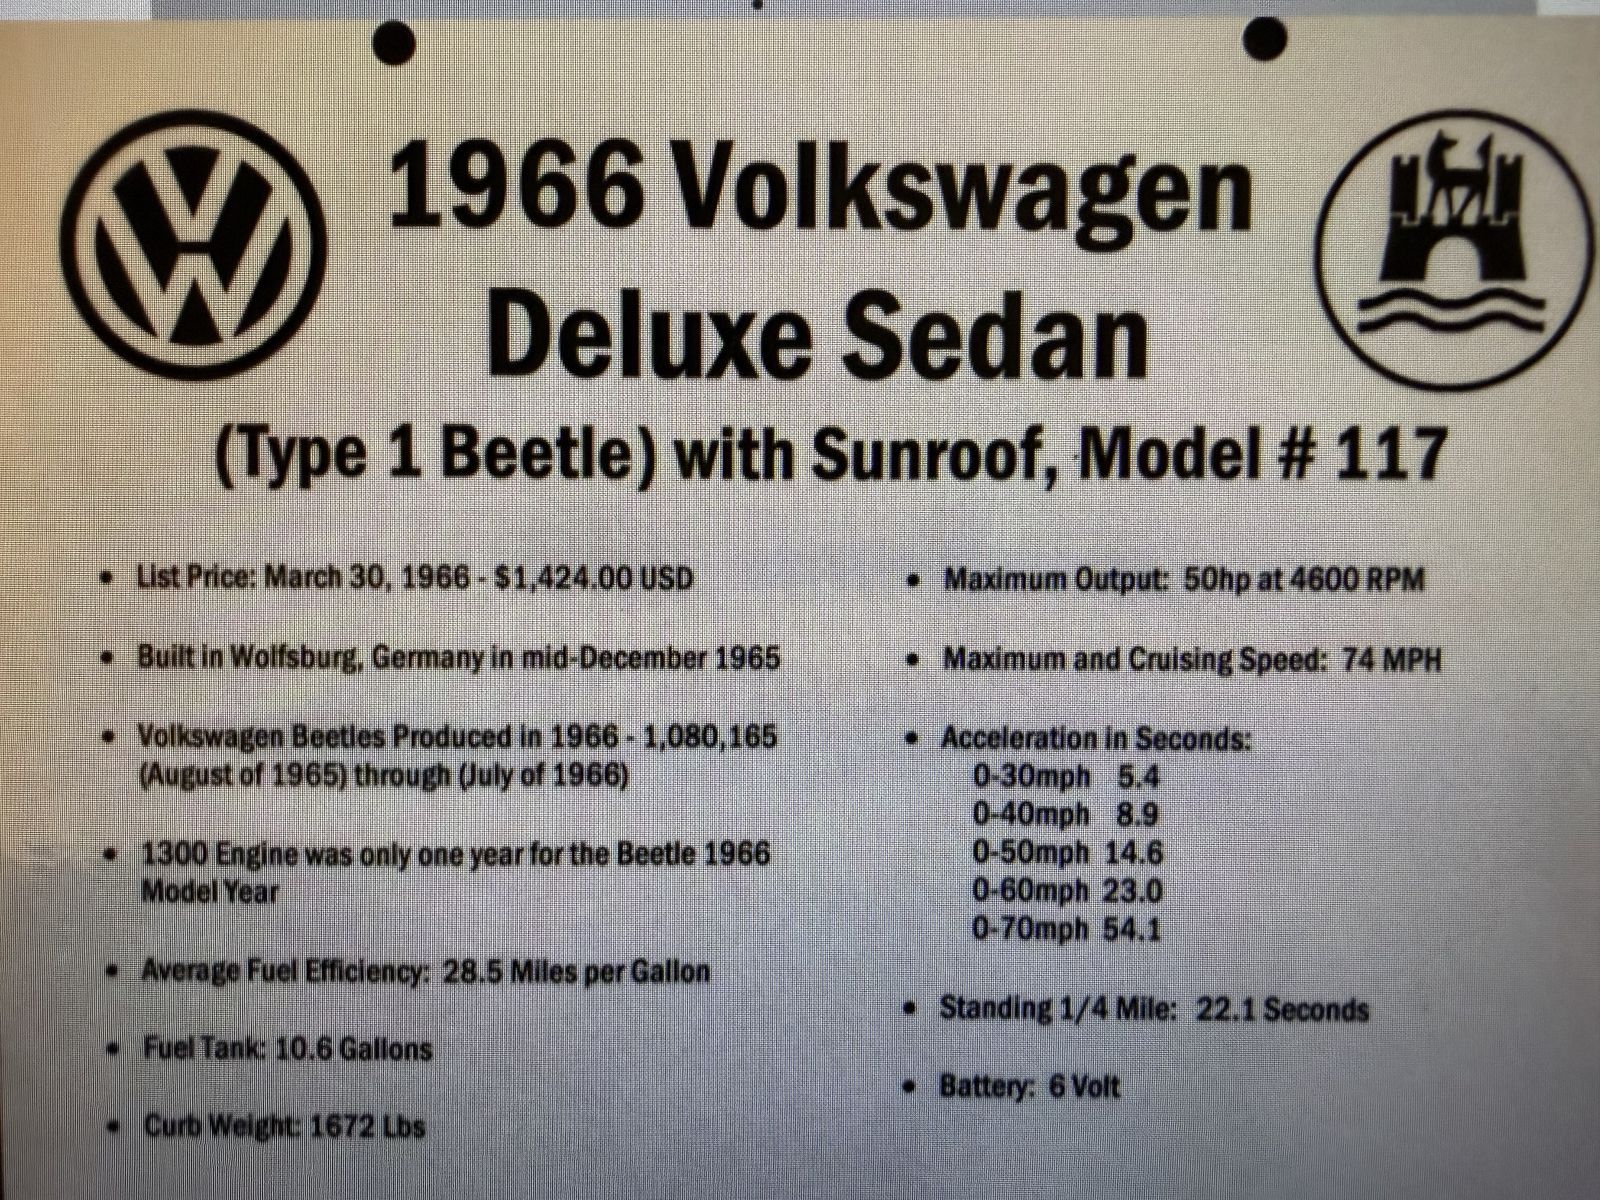 1966 Volkswagen
Deluxe Sedan
(Type 1 Beetle) with Sunroof, Model # 117
• List Price: March 30, 1966 - $1,424.00 USD
• Built in Wolfsburg, Germany in mid-December 1965
• Volkswagen Beetles Produced in 1966 - 1,080,165
(August of 1965) through (July of 1966)
• 1300 Engine was only one year for the Beetle 1966
Model Year
• Average Fuel Efficiency: 28.5 Miles per Gallon
• Fuel Tank: 10.6 Gallons
• Curb Weight: 1672 Lbs
• Maximum Output: 50hp at 4600 RPM
• Maximum and Cruising Speed: 74 MPH
• Acceleration in Seconds:
0-30mph 5.4
0-40mph 8.9
0-50mph 14.6
0-60mph 23.0
0-70mph 54.1
• Standing 1/4 Mile: 22.1 Seconds
• Battery: 6 Volt